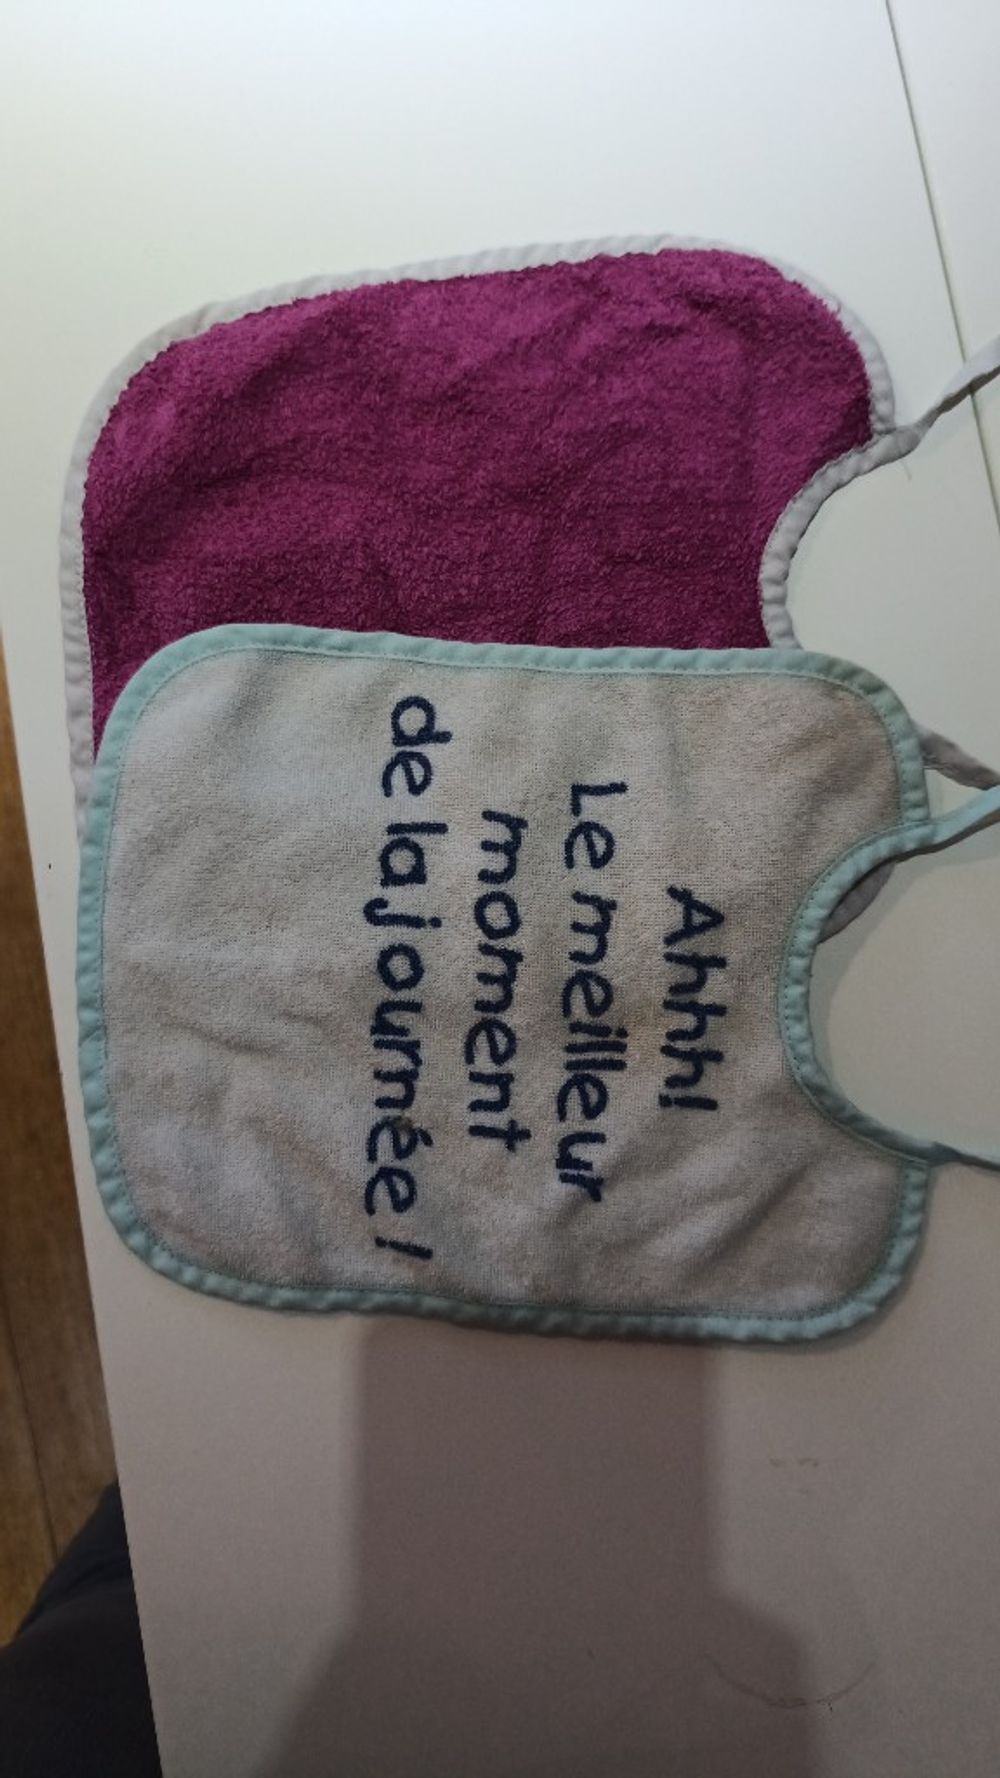 Ahhh!
Le meilleur
moment
de la journée !